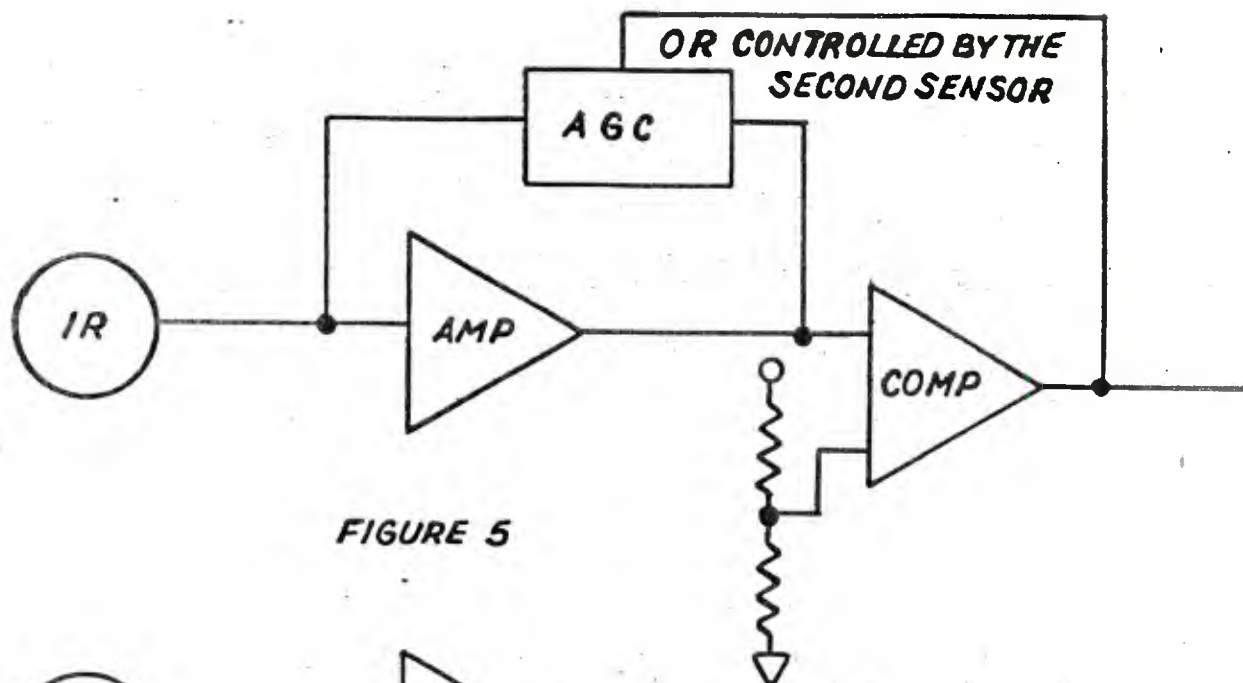 OR CONTROLLED BY THE
SECOND SENSOR
AGC
IR
AMP
COMP
FIGURE 5